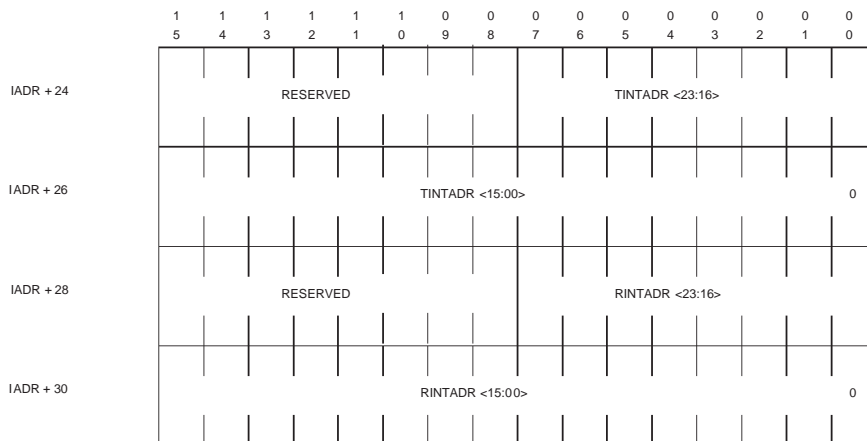 1 1 1 1 1 1 0 0 0 0 0 0 0 0 0 0
5 4 3 2 1 0 9 8 7 6 5 4 3 2 1 0
IADR + 24 RESERVED TINTADR <23:16>
IADR + 26 TINTADR <15:00> 0
IADR + 28 RESERVED RINTADR <23:16>
IADR + 30 RINTADR <15:00> 0